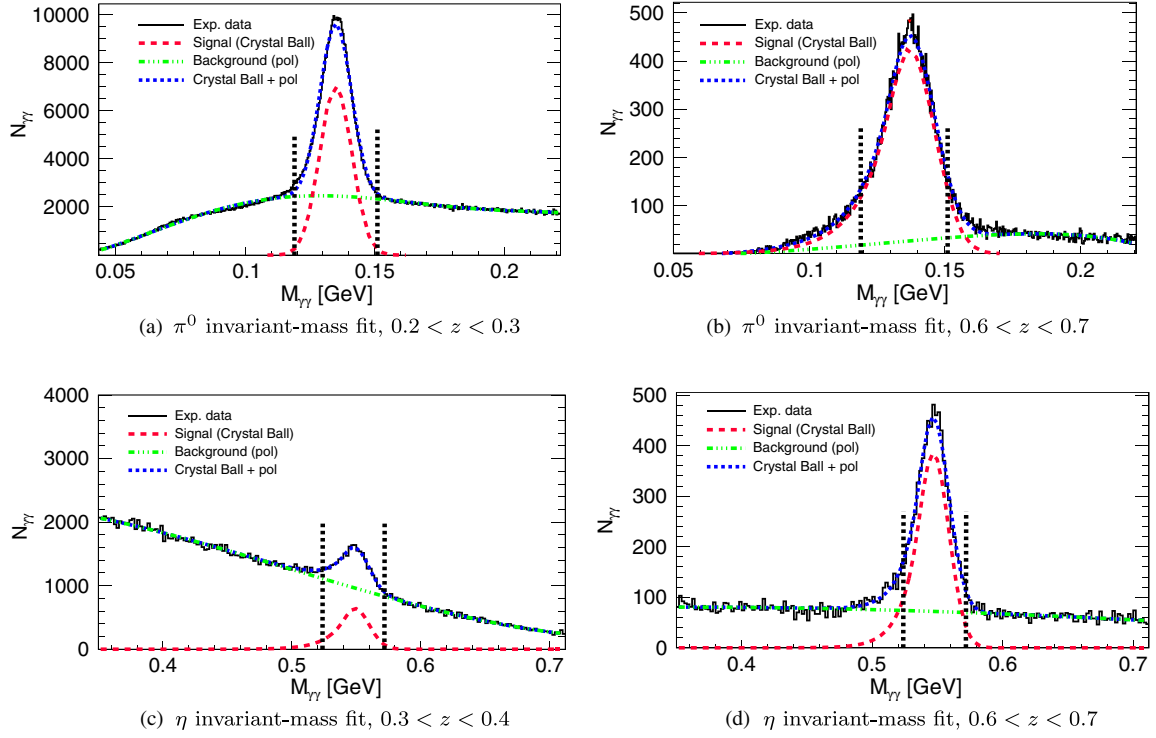 10000
8000
6000
4000
2000
0
N_γγ
Exp. data
Signal (Crystal Ball)
Background (pol)
Crystal Ball + pol
0.05 0.1 0.15 0.2
M_γγ [GeV]
(a) π⁰ invariant-mass fit, 0.2 < z < 0.3
500
400
300
200
100
0
N_γγ
Exp. data
Signal (Crystal Ball)
Background (pol)
Crystal Ball + pol
0.05 0.1 0.15 0.2
M_γγ [GeV]
(b) π⁰ invariant-mass fit, 0.6 < z < 0.7
4000
3000
2000
1000
0
N_γγ
Exp. data
Signal (Crystal Ball)
Background (pol)
Crystal Ball + pol
0.4 0.5 0.6 0.7
M_γγ [GeV]
(c) η invariant-mass fit, 0.3 < z < 0.4
500
400
300
200
100
0
N_γγ
Exp. data
Signal (Crystal Ball)
Background (pol)
Crystal Ball + pol
0.4 0.5 0.6 0.7
M_γγ [GeV]
(d) η invariant-mass fit, 0.6 < z < 0.7